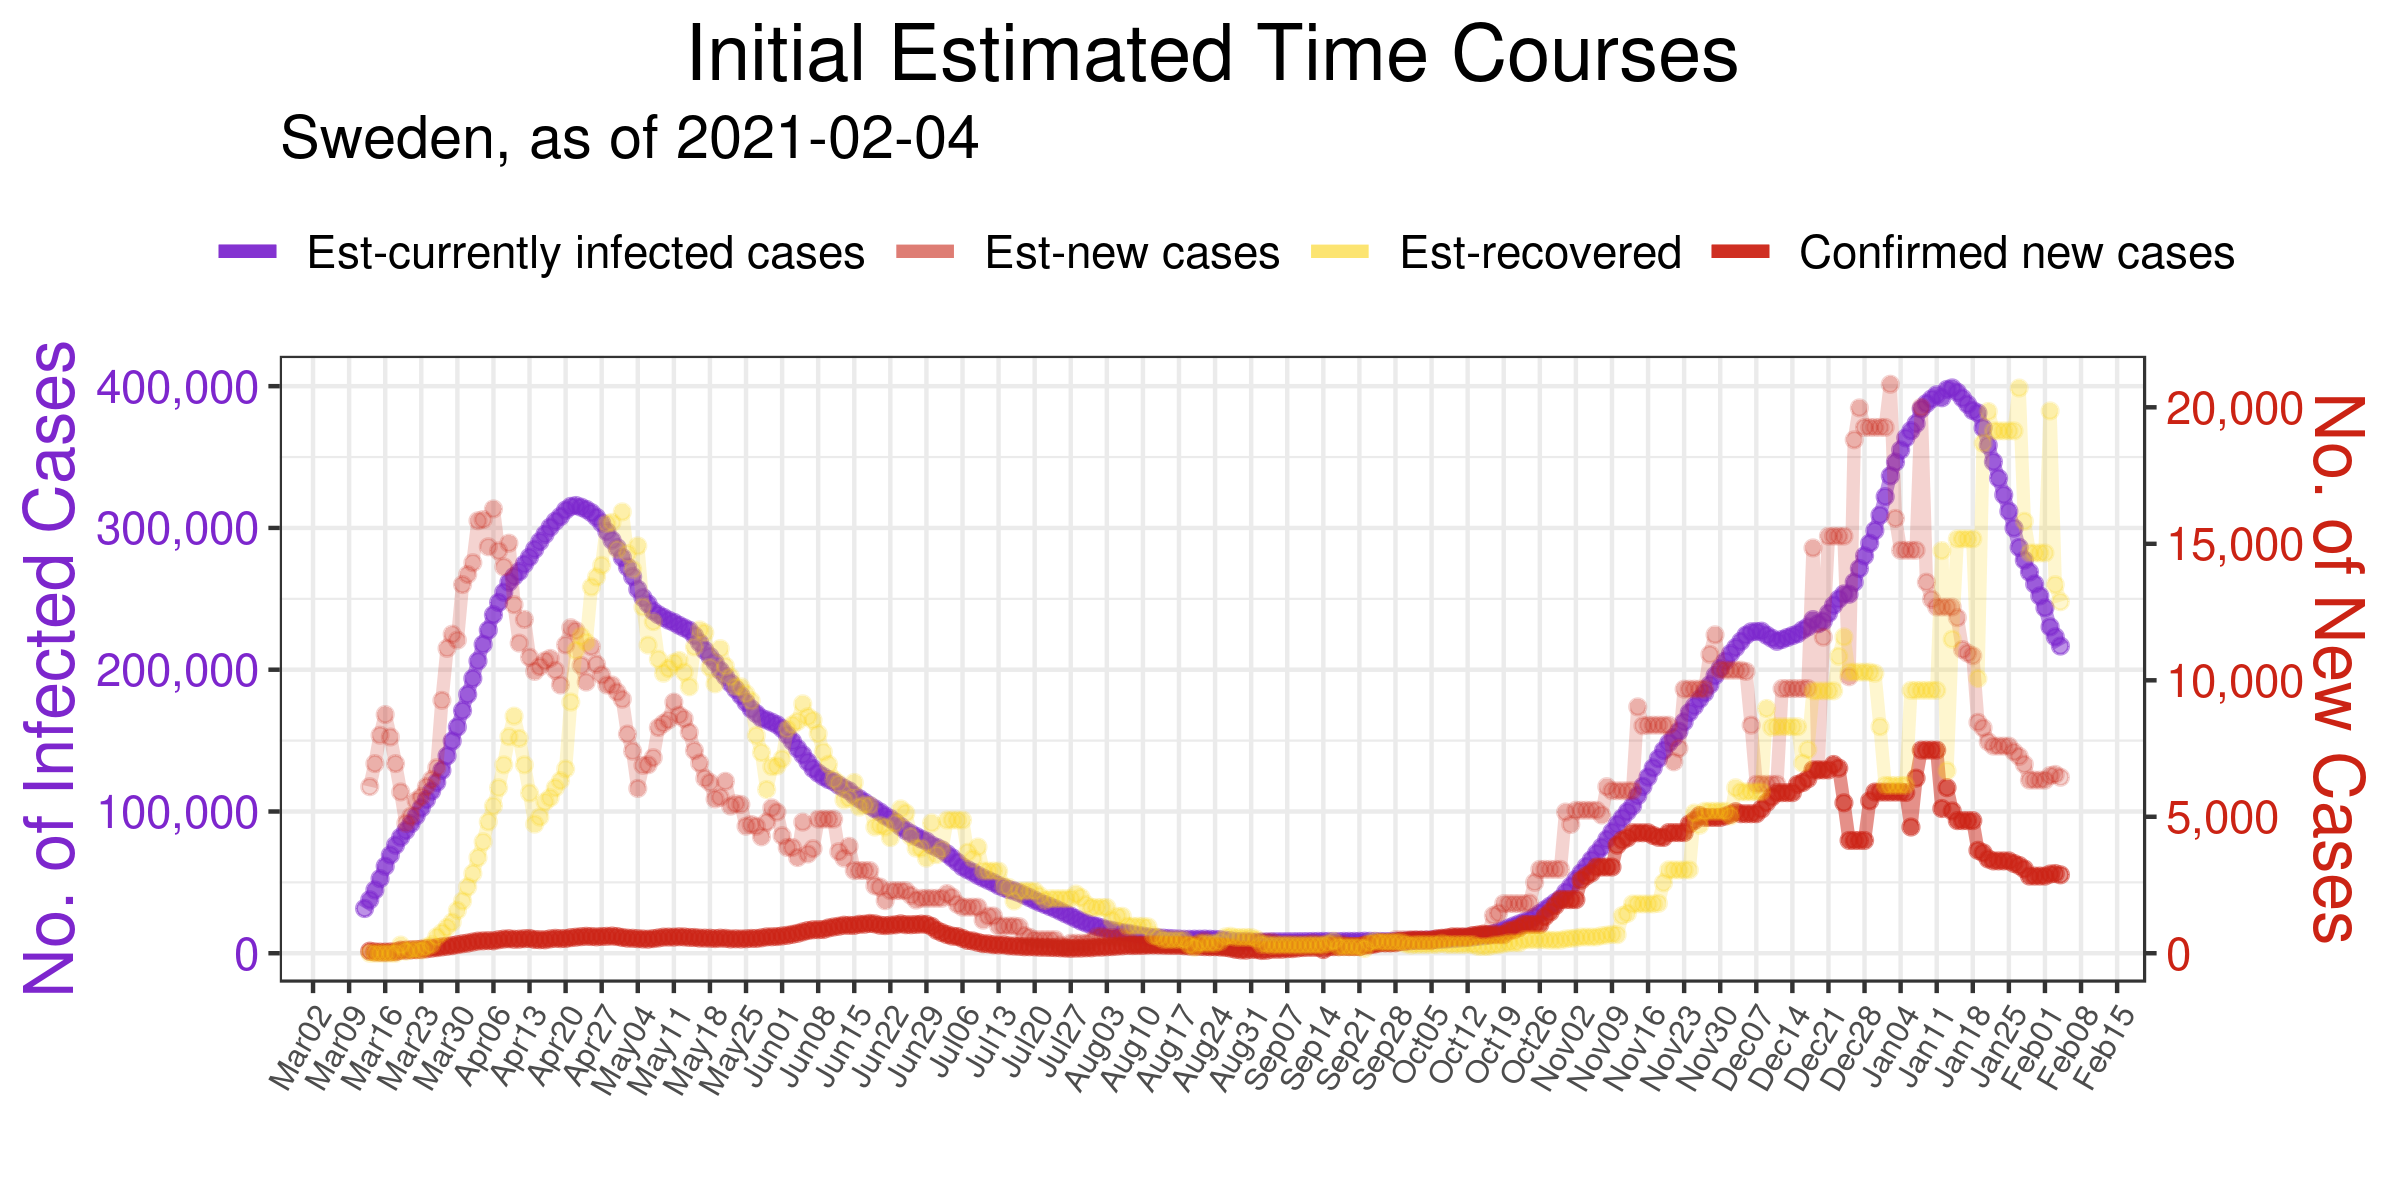 Initial Estimated Time Courses
Sweden, as of 2021-02-04
Est-currently infected cases Est-new cases Est-recovered Confirmed new cases
No. of Infected Cases
400,000
300,000
200,000
100,000
0
20,000
15,000
10,000
5,000
0
No. of New Cases
Mar02 Mar09 Mar16 Mar23 Mar30 Apr06 Apr13 Apr20 Apr27 May04 May11 May18 May25 Jun01 Jun08 Jun15 Jun22 Jun29 Jul06 Jul13 Jul20 Jul27 Aug03 Aug10 Aug17 Aug24 Aug31 Sep07 Sep14 Sep21 Sep28 Oct05 Oct12 Oct19 Oct26 Nov02 Nov09 Nov16 Nov23 Nov30 Dec07 Dec14 Dec21 Dec28 Jan04 Jan11 Jan18 Jan25 Feb01 Feb08 Feb15